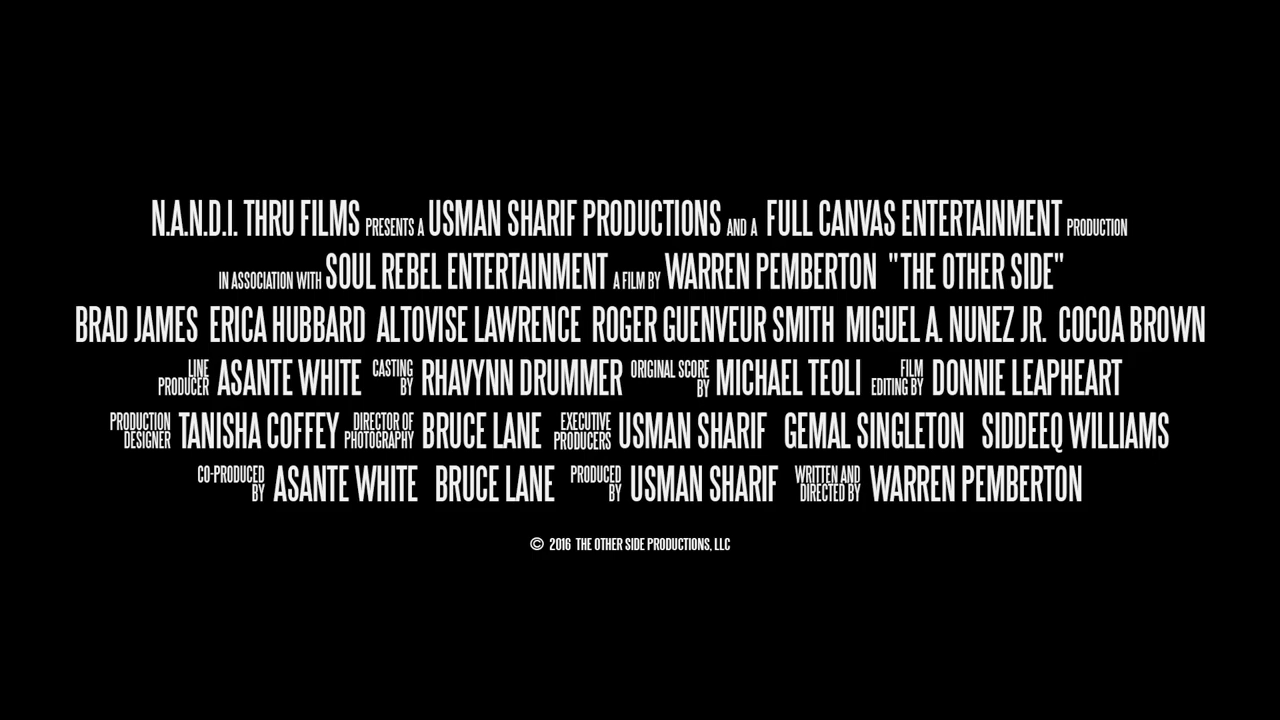 N.A.N.D.I. THRU FILMS PRESENTS A USMAN SHARIF PRODUCTIONS AND A FULL CANVAS ENTERTAINMENT PRODUCTION
IN ASSOCIATION WITH SOUL REBEL ENTERTAINMENT A FILM BY WARREN PEMBERTON "THE OTHER SIDE"
BRAD JAMES ERICA HUBBARD ALTOVISE LAWRENCE ROGER GUENVEUR SMITH MIGUEL A. NUNEZ JR. COCOA BROWN
LINE PRODUCER ASANTE WHITE CASTING BY RHAVYNN DRUMMER ORIGINAL SCORE BY MICHAEL TEOLI FILM EDITING BY DONNIE LEAPHEART
PRODUCTION DESIGNER TANISHA COFFEY DIRECTOR OF PHOTOGRAPHY BRUCE LANE EXECUTIVE PRODUCERS USMAN SHARIF GEMAL SINGLETON SIDDEEQ WILLIAMS
CO-PRODUCED BY ASANTE WHITE BRUCE LANE PRODUCED BY USMAN SHARIF WRITTEN AND DIRECTED BY WARREN PEMBERTON
© 2016 THE OTHER SIDE PRODUCTIONS, LLC